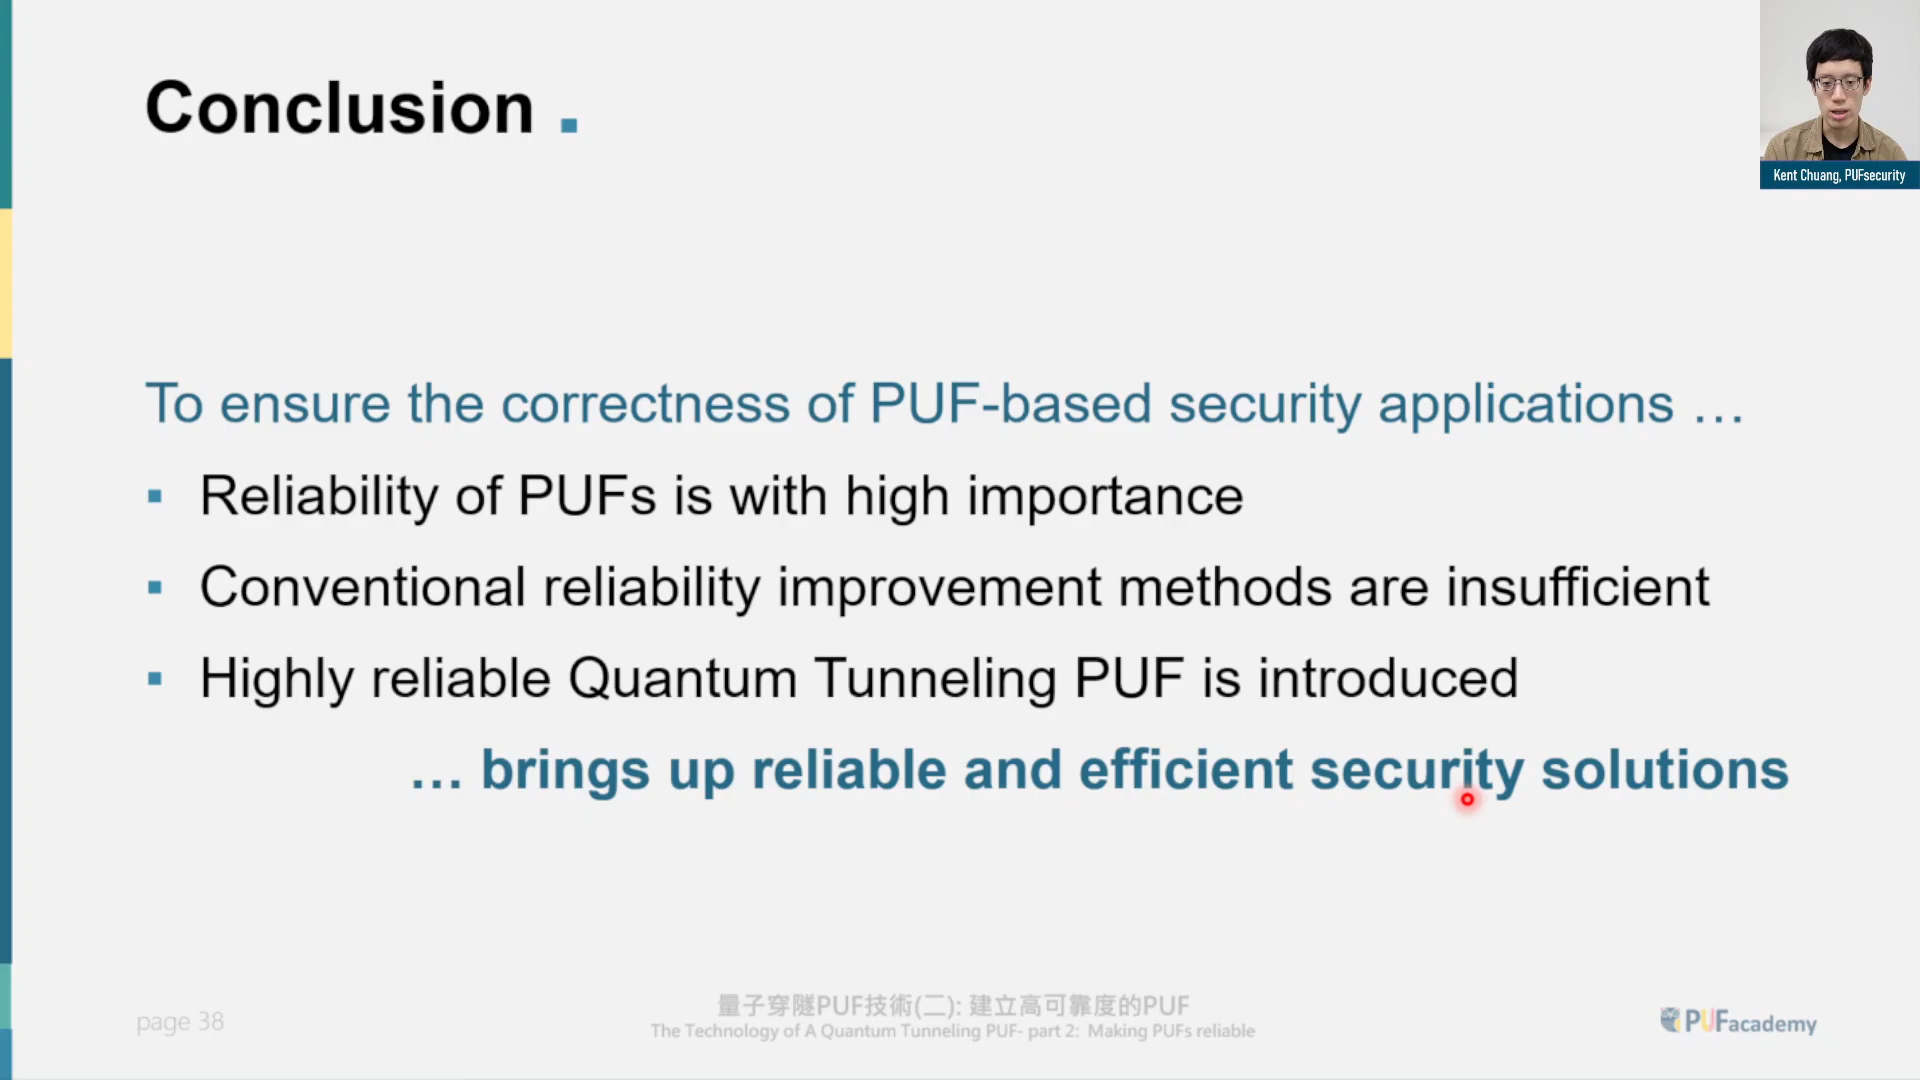 Conclusion .
Kent Chuang, PUFsecurity
To ensure the correctness of PUF-based security applications …
▪ Reliability of PUFs is with high importance
▪ Conventional reliability improvement methods are insufficient
▪ Highly reliable Quantum Tunneling PUF is introduced
… brings up reliable and efficient security solutions
page 38
量子穿隧PUF技術(二): 建立高可靠度的PUF
The Technology of A Quantum Tunneling PUF- part 2: Making PUFs reliable
PUFacademy